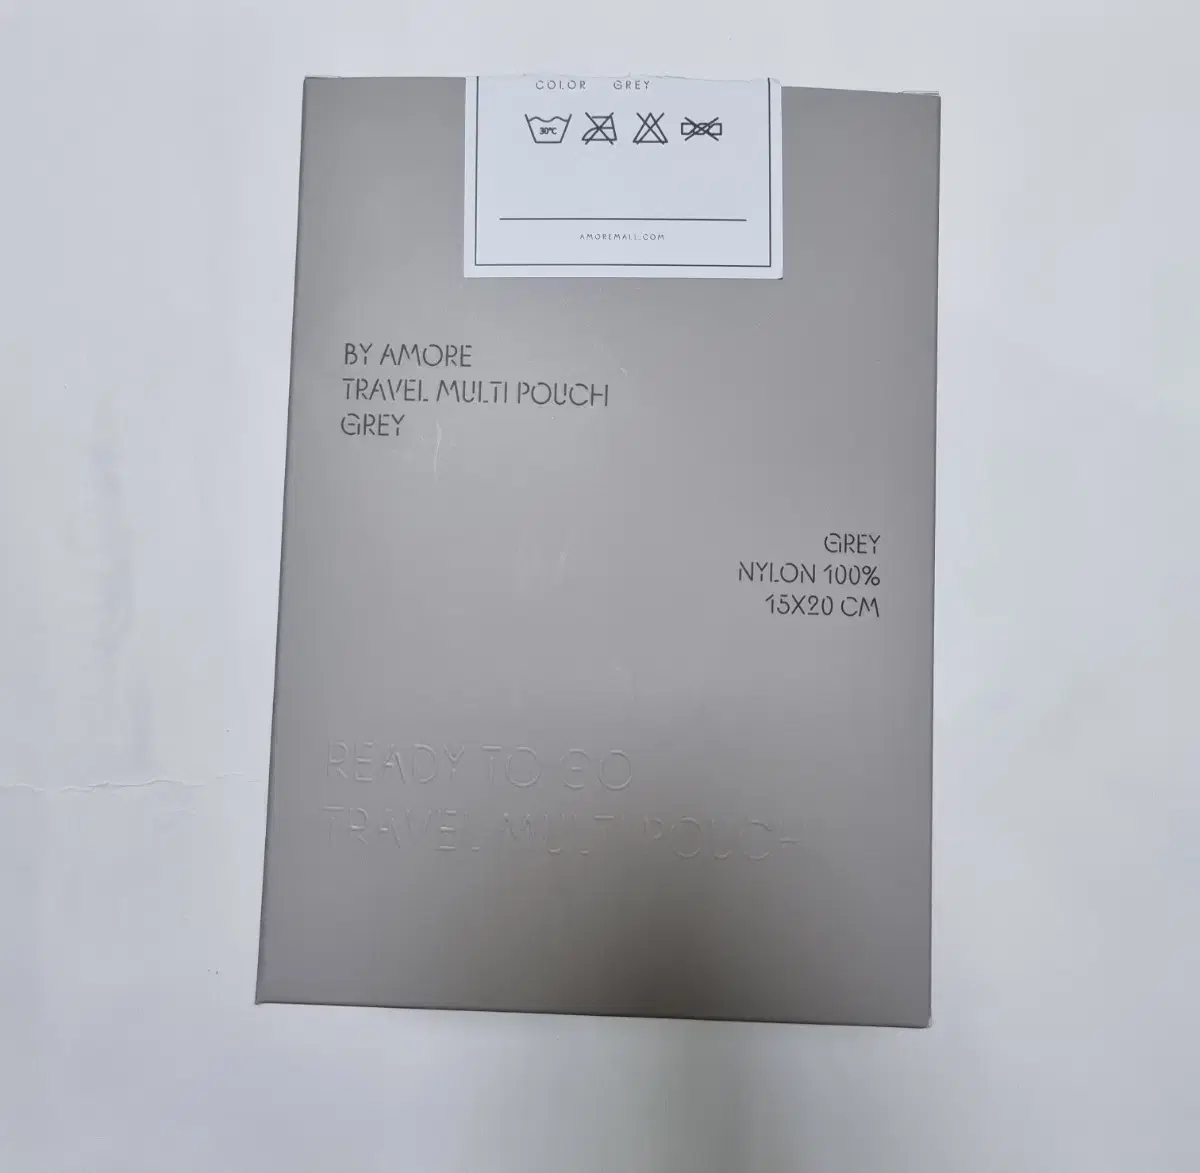 COLOR GREY
30℃
AMOREMALL.COM
BY AMORE
TRAVEL MULTI POUCH
GREY
GREY
NYLON 100%
15X20 CM
READY TO GO
TRAVEL MULTI POUCH